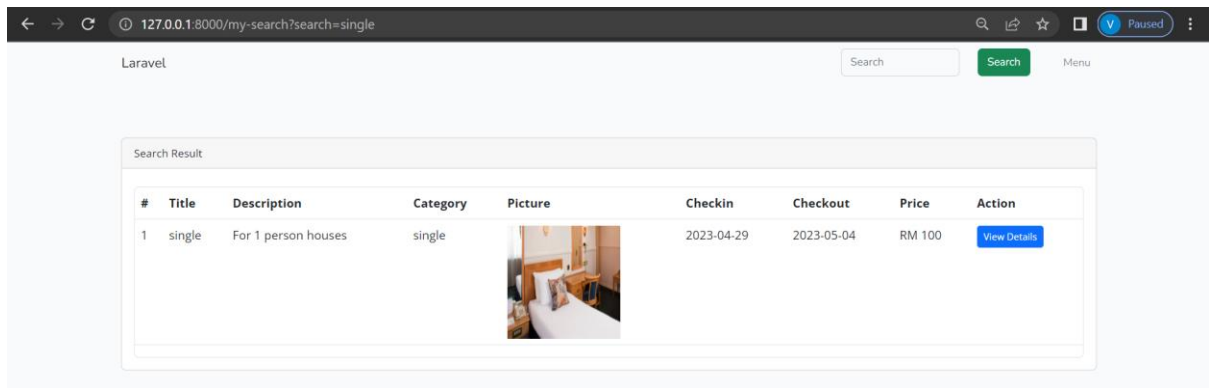 127.0.0.1:8000/my-search?search=single
V Paused
Laravel Search Search Menu
Search Result
# Title Description Category Picture Checkin Checkout Price Action
1 single For 1 person houses single 2023-04-29 2023-05-04 RM 100 View Details